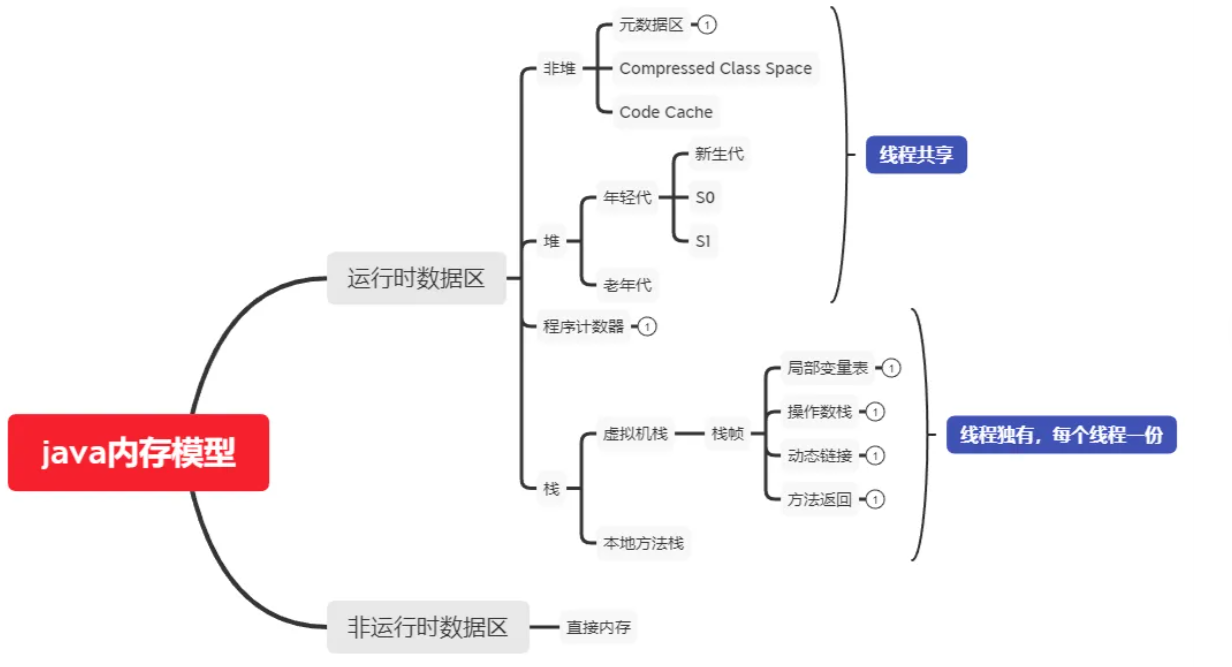 java内存模型
运行时数据区
非堆
元数据区
1
Compressed Class Space
Code Cache
堆
年轻代
新生代
S0
S1
老年代
线程共享
程序计数器
1
栈
虚拟机栈
栈帧
局部变量表
1
操作数栈
1
动态链接
1
方法返回
1
本地方法栈
线程独有，每个线程一份
非运行时数据区
直接内存